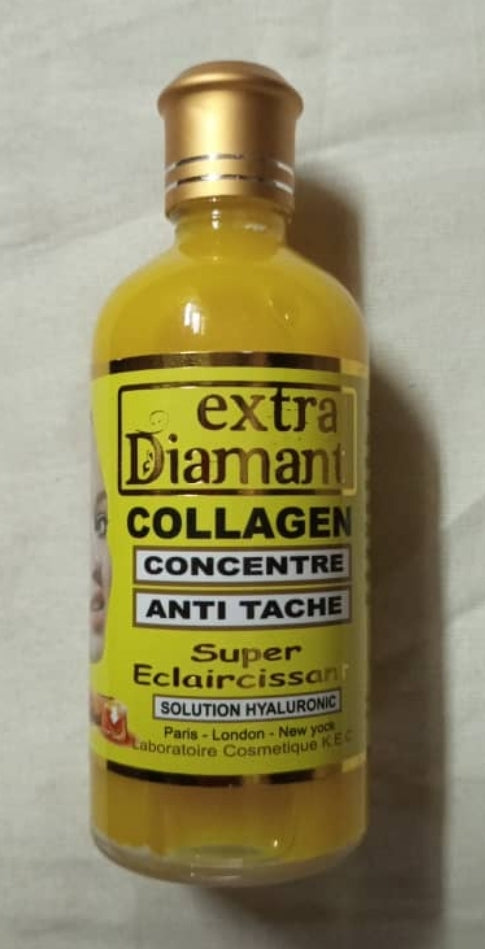 extra
Diamant
COLLAGEN
CONCENTRE
ANTI TACHE
Super
Eclaircissant
SOLUTION HYALURONIC
Paris - London - New yock
Laboratoire Cosmetique K.E.C